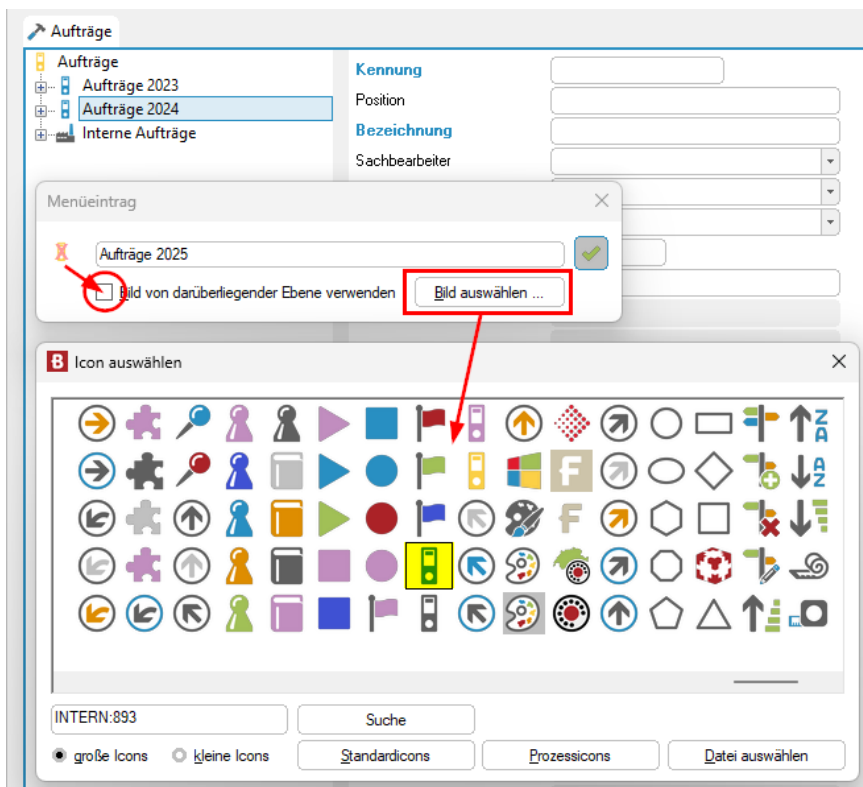 Aufträge
Aufträge
Aufträge 2023
Aufträge 2024
Interne Aufträge
Kennung
Position
Bezeichnung
Sachbearbeiter
Menüeintrag
Aufträge 2025
Bild von darüberliegender Ebene verwenden
Bild auswählen ...
B Icon auswählen
Z
A
A
Z
F
F
INTERN:893
Suche
große Icons
kleine Icons
Standardicons
Prozessicons
Datei auswählen